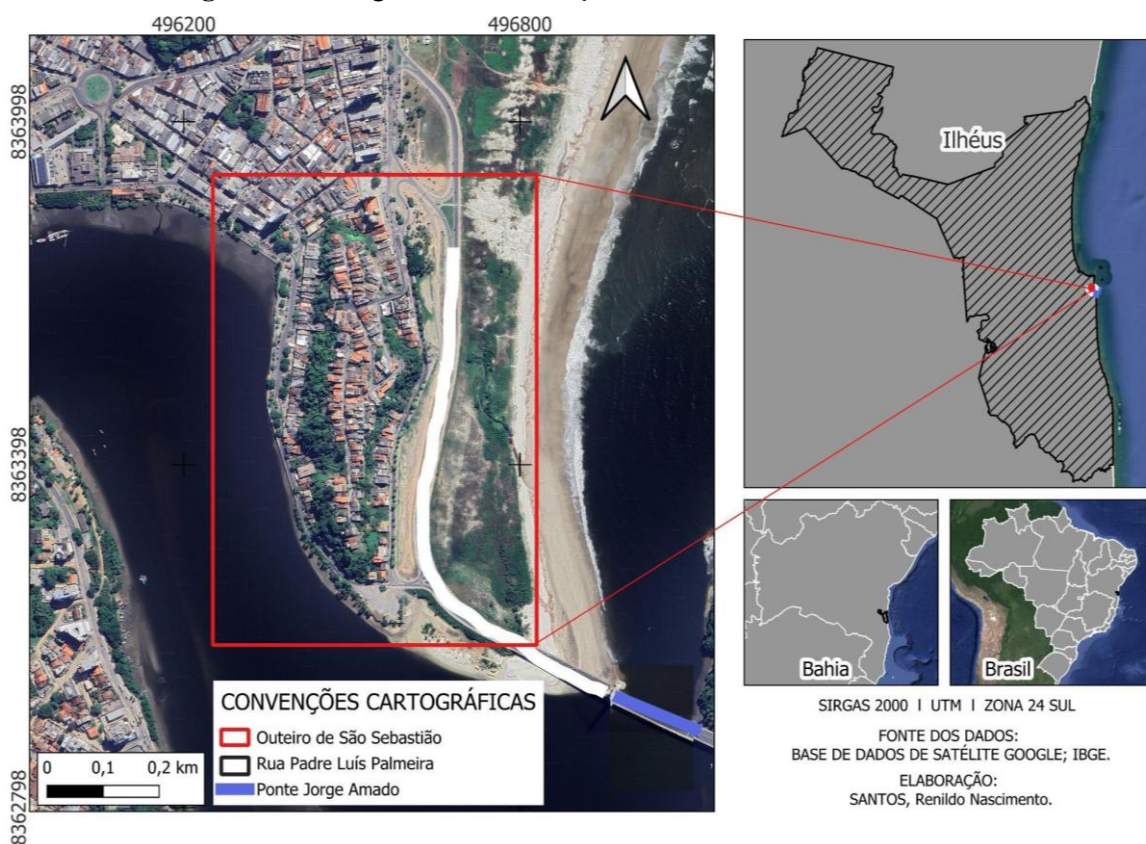 496200
496800
8363998
8363398
8362798
Ilhéus
Bahia
Brasil
CONVENÇÕES CARTOGRÁFICAS
Outeiro de São Sebastião
Rua Padre Luís Palmeira
Ponte Jorge Amado
0 0,1 0,2 km
SIRGAS 2000 I UTM I ZONA 24 SUL
FONTE DOS DADOS:
BASE DE DADOS DE SATÉLITE GOOGLE; IBGE.
ELABORAÇÃO:
SANTOS, Renildo Nascimento.